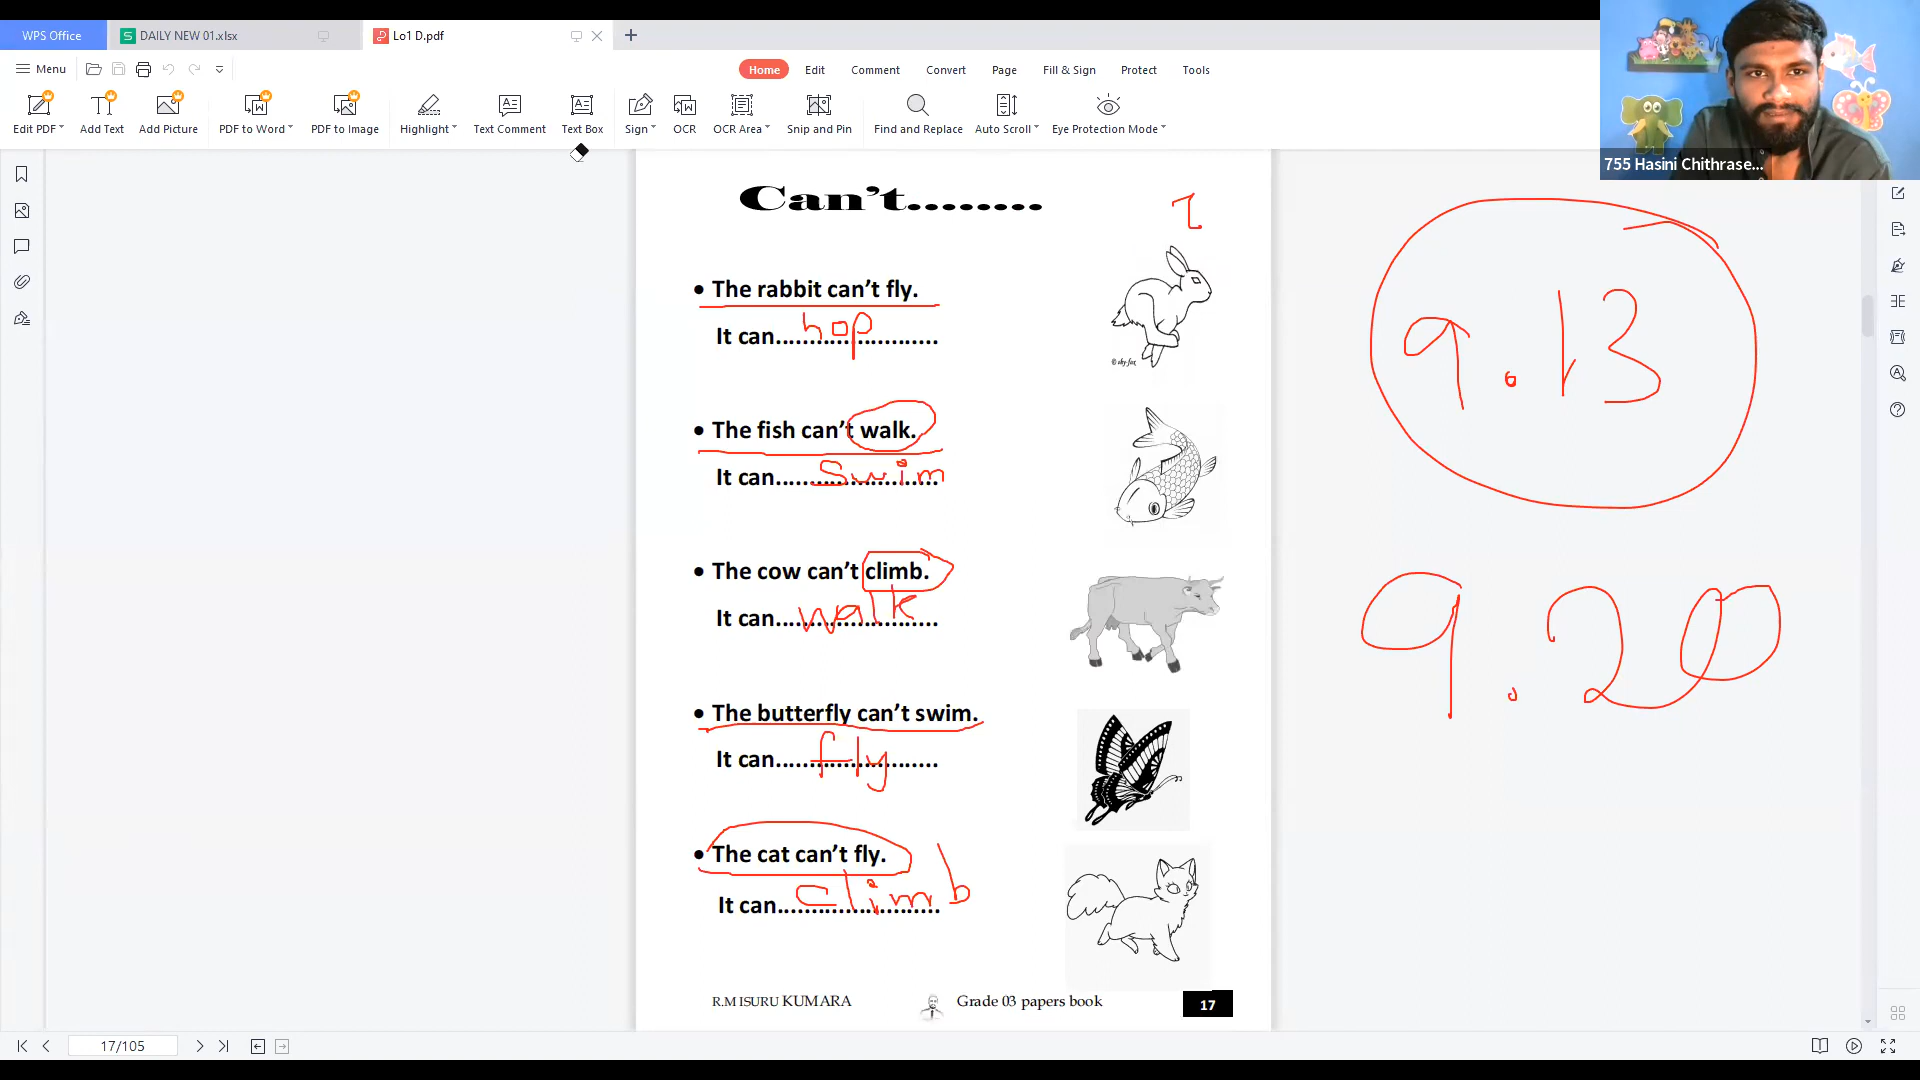 WPS Office
DAILY NEW 01.xlsx
Lo1 D.pdf
Menu
Home Edit Comment Convert Page Fill & Sign Protect Tools
Edit PDF Add Text Add Picture PDF to Word PDF to Image Highlight Text Comment Text Box Sign OCR OCR Area Snip and Pin Find and Replace Auto Scroll Eye Protection Mode
755 Hasini Chithrase...
Can't........
• The rabbit can't fly.
It can........................
hop
• The fish can't walk.
It can........................
swim
• The cow can't climb.
It can........................
walk
• The butterfly can't swim.
It can........................
fly
• The cat can't fly.
It can........................
climb
9.13
9.20
R.M ISURU KUMARA
Grade 03 papers book
17
17/105